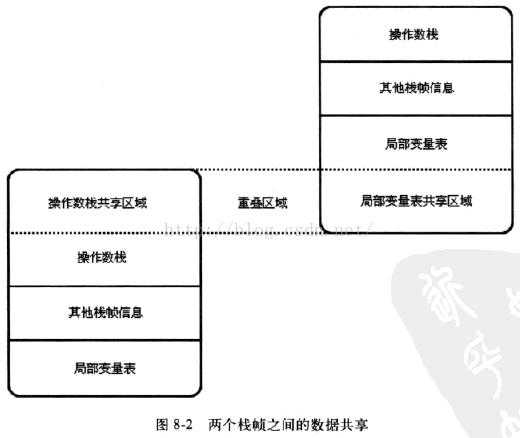 操作数栈
其他栈帧信息
局部变量表
操作数栈共享区域
重叠区域
局部变量表共享区域
http://blog.csdn.net/
操作数栈
其他栈帧信息
局部变量表
图 8-2 两个栈帧之间的数据共享